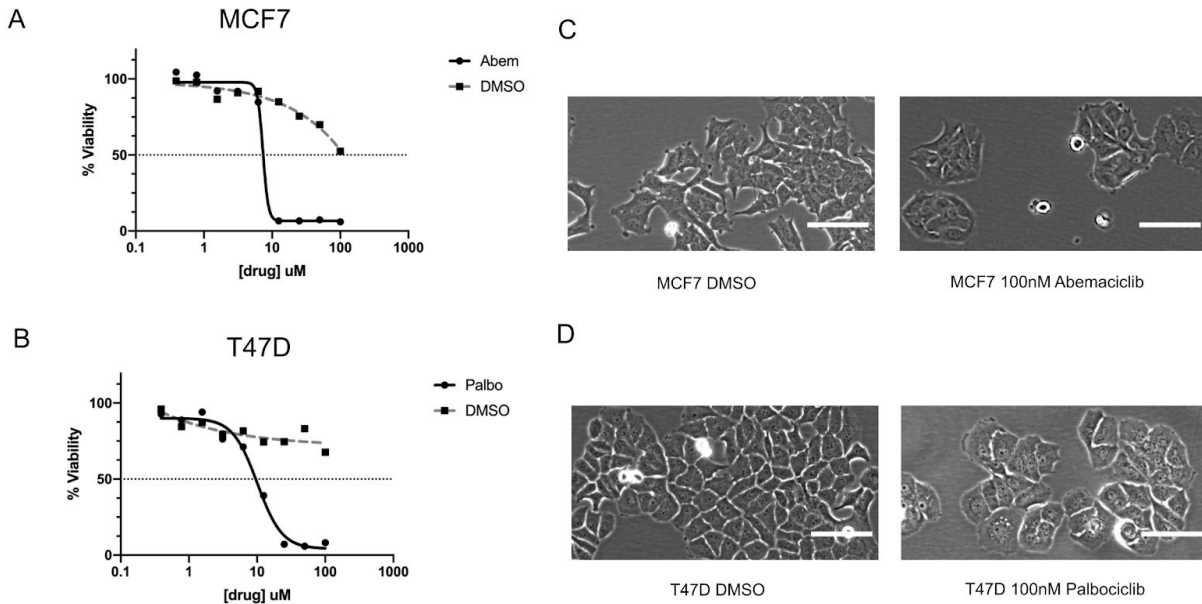 A
MCF7
Abem
DMSO
100
50
0
% Viability
0.1 1 10 100 1000
[drug] uM
B
T47D
Palbo
DMSO
100
50
0
% Viability
0.1 1 10 100 1000
[drug] uM
C
MCF7 DMSO
MCF7 100nM Abemaciclib
D
T47D DMSO
T47D 100nM Palbociclib